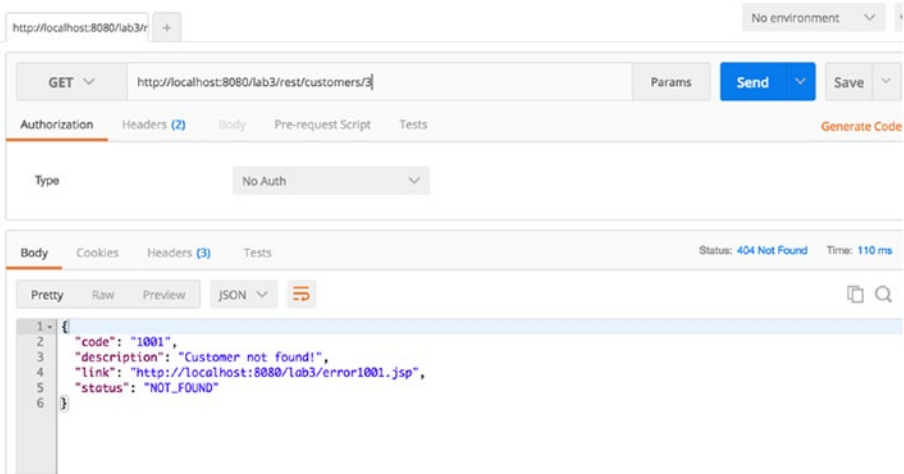 http://localhost:8080/lab3/r +
No environment
GET http://localhost:8080/lab3/rest/customers/3 Params Send Save
Authorization Headers (2) Body Pre-request Script Tests Generate Code
Type No Auth
Body Cookies Headers (3) Tests Status: 404 Not Found Time: 110 ms
Pretty Raw Preview JSON
1 {
2 "code": "1001",
3 "description": "Customer not found!",
4 "link": "http://localhost:8080/lab3/error1001.jsp",
5 "status": "NOT_FOUND"
6 }